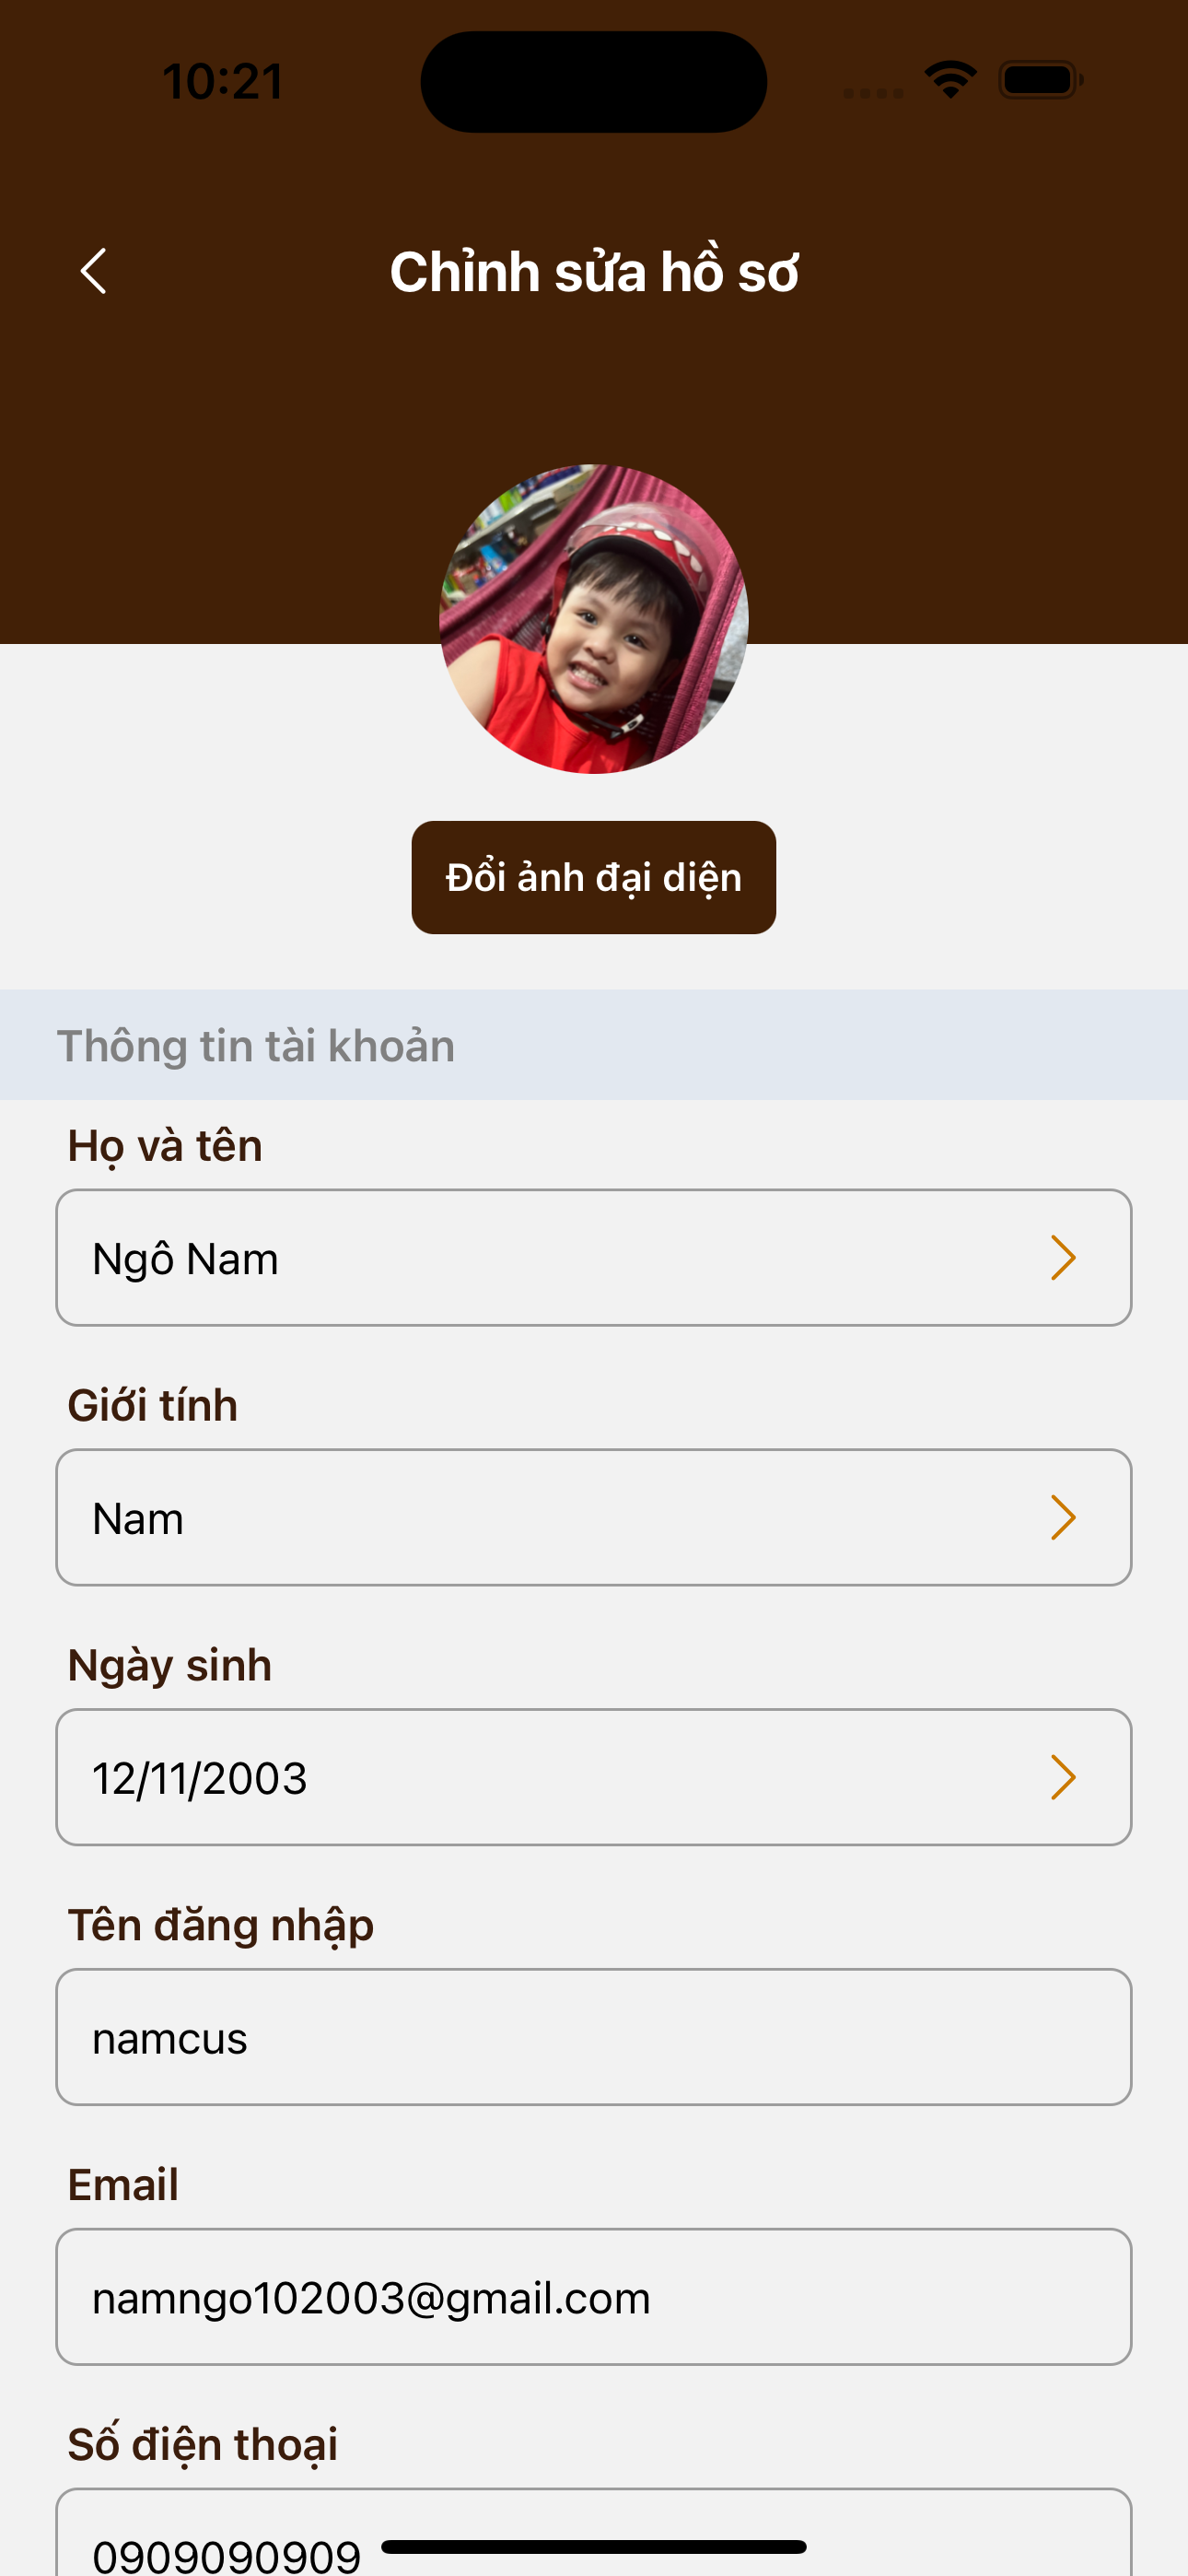 10:21
Chỉnh sửa hồ sơ
Đổi ảnh đại diện
Thông tin tài khoản
Họ và tên
Ngô Nam
Giới tính
Nam
Ngày sinh
12/11/2003
Tên đăng nhập
namcus
Email
namngo102003@gmail.com
Số điện thoại
0909090909